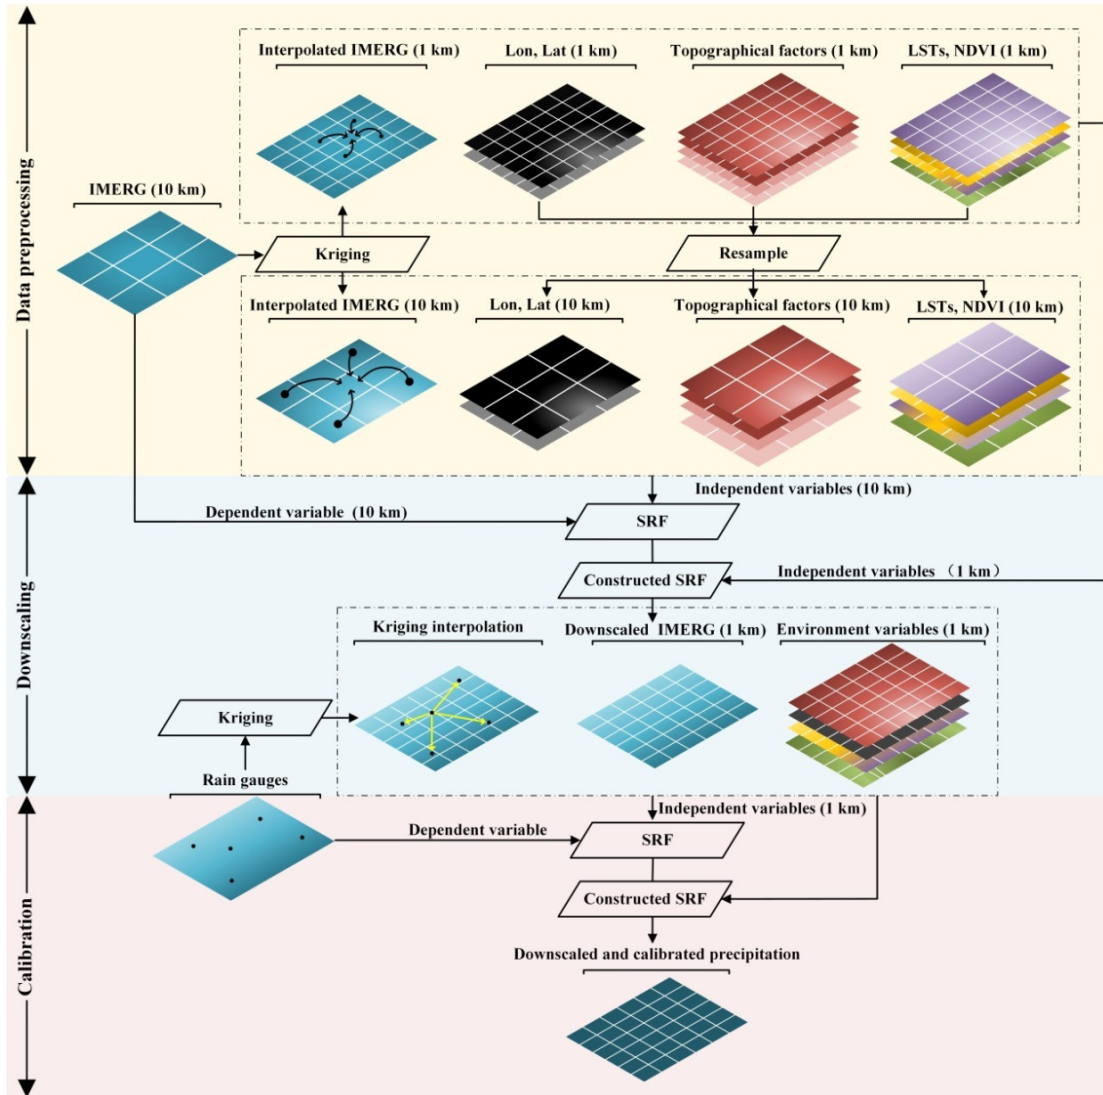 Data preprocessing
Interpolated IMERG (1 km)
Lon, Lat (1 km)
Topographical factors (1 km)
LSTs, NDVI (1 km)
IMERG (10 km)
Kriging
Resample
Interpolated IMERG (10 km)
Lon, Lat (10 km)
Topographical factors (10 km)
LSTs, NDVI (10 km)
Downscaling
Independent variables (10 km)
Dependent variable (10 km)
SRF
Constructed SRF
Independent variables （1 km）
Kriging interpolation
Downscaled IMERG (1 km)
Environment variables (1 km)
Kriging
Rain gauges
Calibration
Independent variables (1 km)
Dependent variable
SRF
Constructed SRF
Downscaled and calibrated precipitation